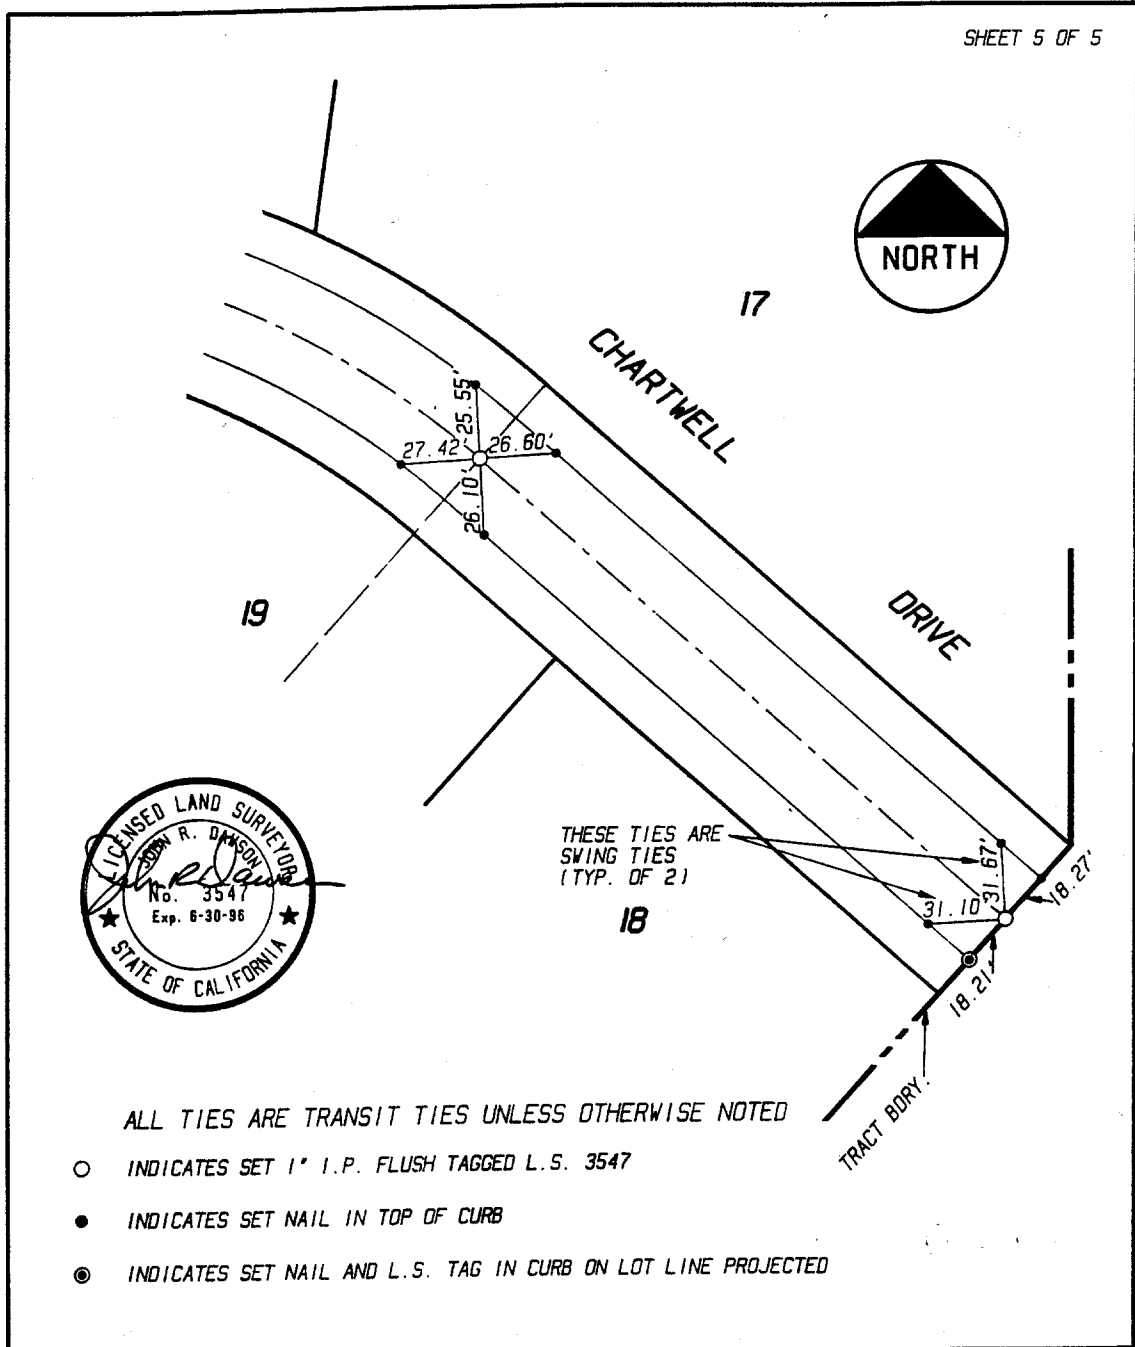 SHEET 5 OF 5
NORTH
17
CHARTWELL
DRIVE
25.55'
27.42'
26.60'
26.10'
19
LICENSED LAND SURVEYOR
JOHN R. DAWSON
No. 3547
Exp. 6-30-96
STATE OF CALIFORNIA
THESE TIES ARE
SWING TIES
(TYP. OF 2)
18
31.67'
31.10'
18.27'
18.21'
TRACT BDRY.
ALL TIES ARE TRANSIT TIES UNLESS OTHERWISE NOTED
INDICATES SET 1" I.P. FLUSH TAGGED L.S. 3547
INDICATES SET NAIL IN TOP OF CURB
INDICATES SET NAIL AND L.S. TAG IN CURB ON LOT LINE PROJECTED